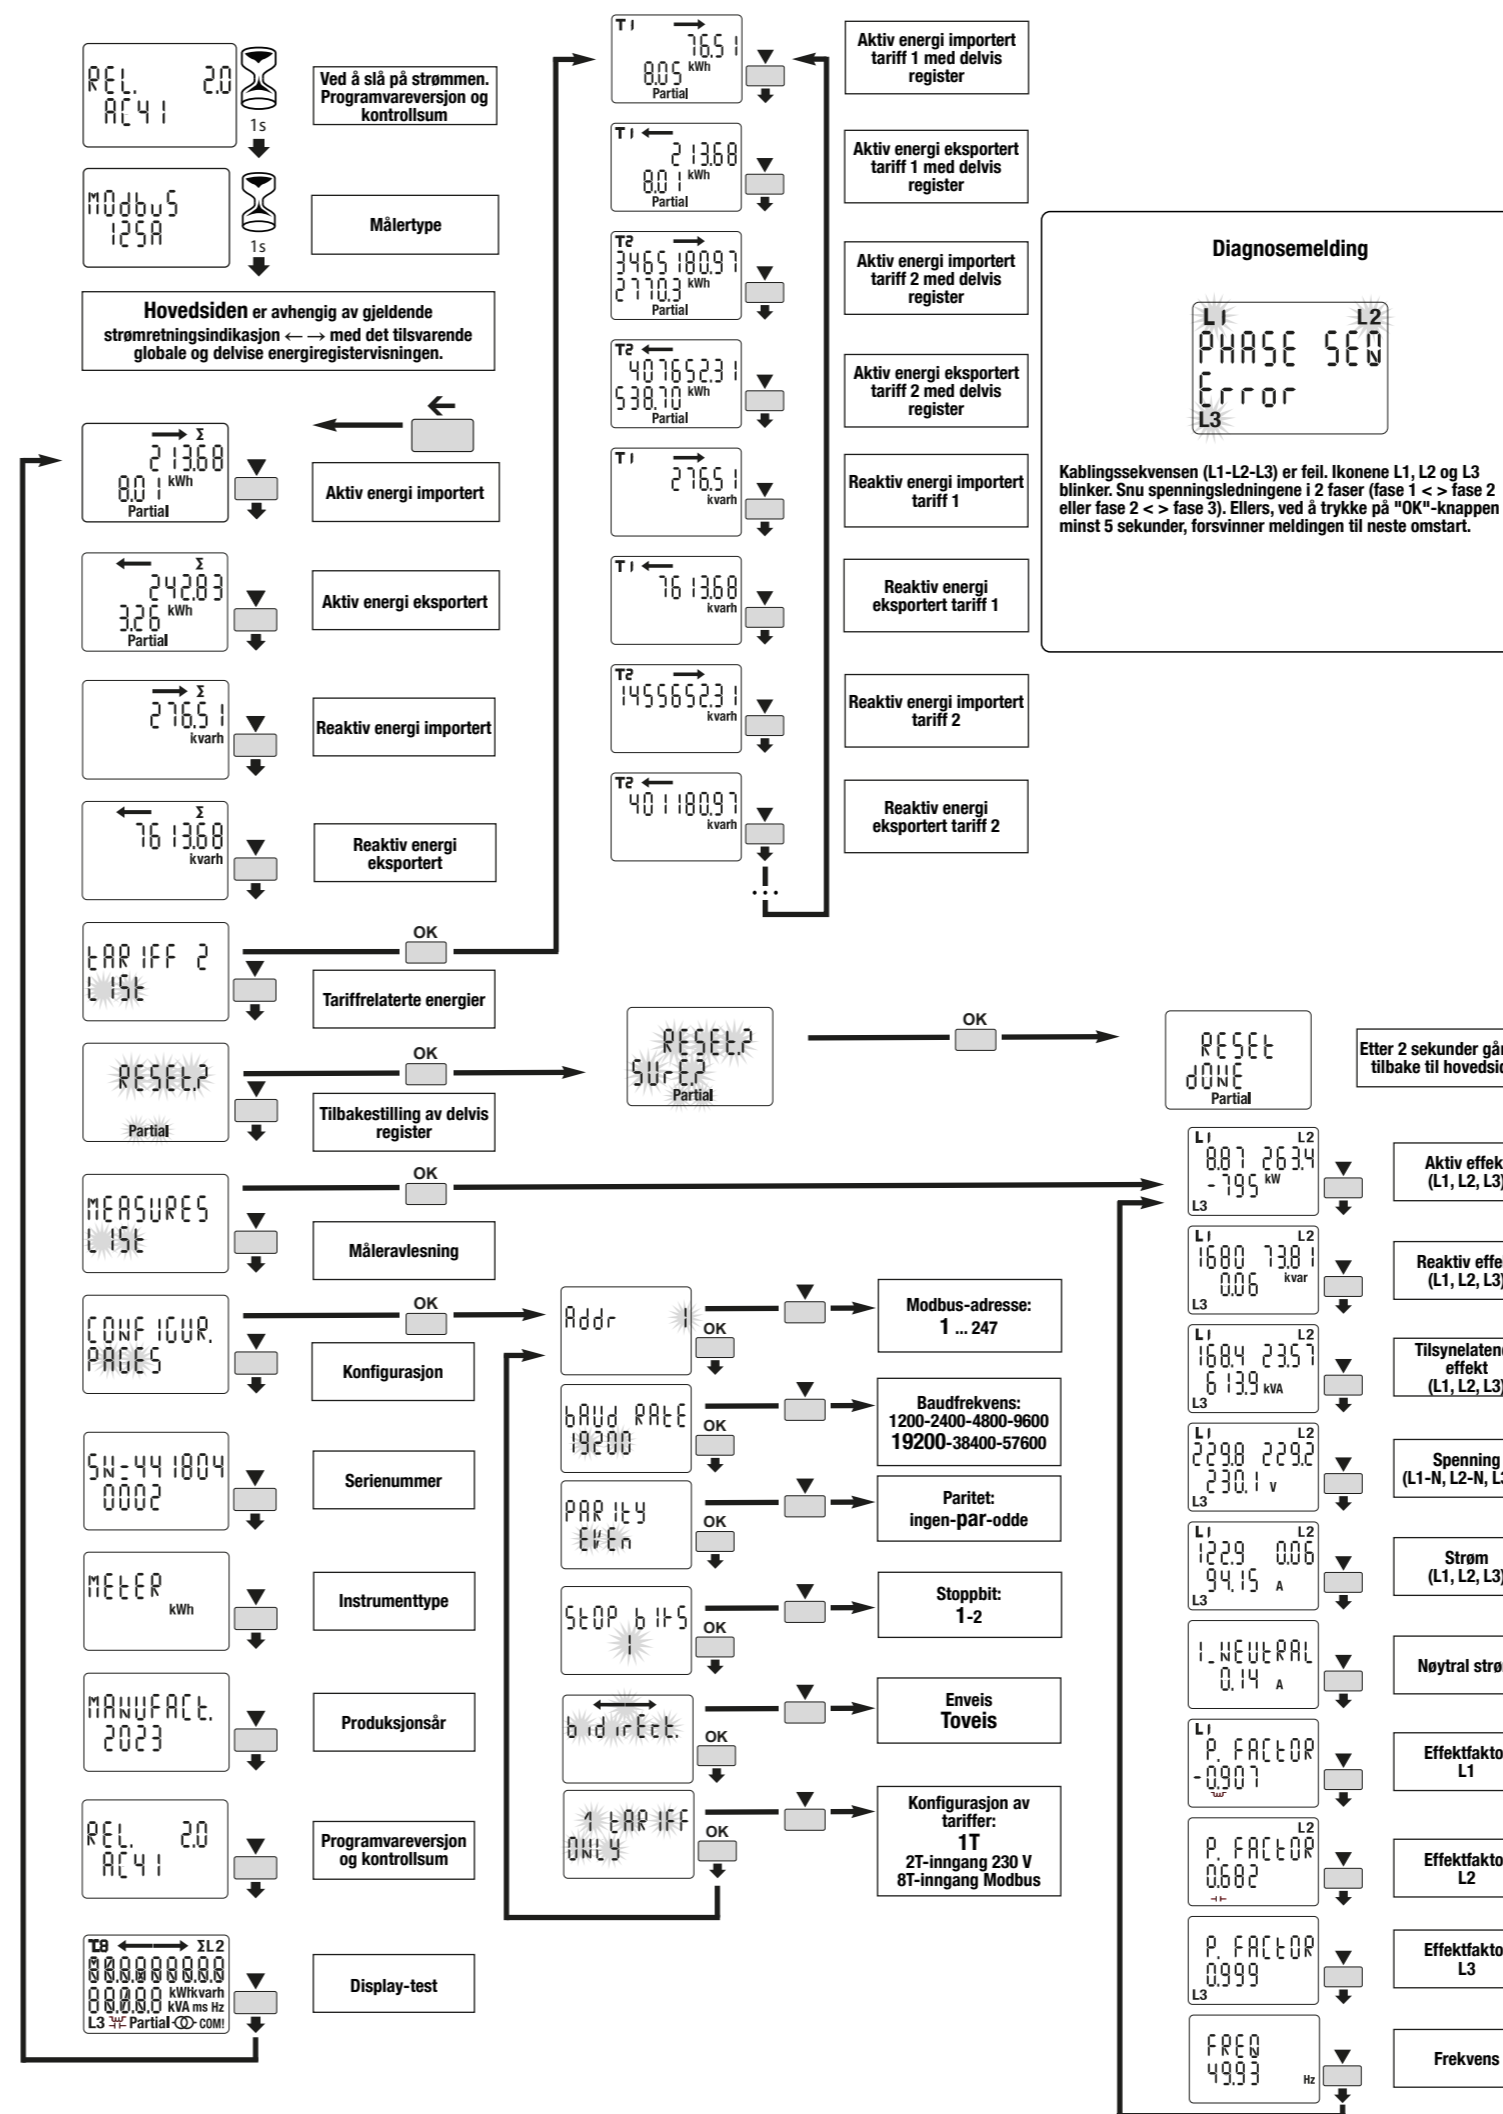 REL. 2.0
AC41
1s
Ved å slå på strømmen.
Programvareversjon og
kontrollsum
MOdbuS
125A
1s
Målertype
Hovedsiden er avhengig av gjeldende
strømretningsindikasjon ←→ med det tilsvarende
globale og delvise energiregistervisningen.
Σ
213.68
8.01 kWh
Partial
Aktiv energi importert
Σ
242.83
3.26 kWh
Partial
Aktiv energi eksportert
Σ
276.51
kvarh
Reaktiv energi importert
Σ
7613.68
kvarh
Reaktiv energi
eksportert
tARIFF 2
LISt
OK
Tariffrelaterte energier
RESEt.?
Partial
OK
Tilbakestilling av delvis
register
RESEt.?
SUrE.?
Partial
OK
RESEt
dONE
Partial
Etter 2 sekunder går
tilbake til
MEASURES
LISt
OK
Måleravlesning
CONFIGUR.
PAGES
OK
Konfigurasjon
SN-441804
0002
Serienummer
MEtER
kWh
Instrumenttype
MANUFACt.
2023
Produksjonsår
REL. 2.0
AC41
Programvareversjon
og kontrollsum
ΣL2
kWh kvarh
kVA ms Hz
L3 Partial COM!
Display-test
T1
76.51
8.05 kWh
Partial
Aktiv energi importert
tariff 1 med delvis
register
T1
213.68
8.01 kWh
Partial
Aktiv energi eksportert
tariff 1 med delvis
register
T2
3465180.97
2770.3 kWh
Partial
Aktiv energi importert
tariff 2 med delvis
register
T2
407652.31
538.70 kWh
Partial
Aktiv energi eksportert
tariff 2 med delvis
register
T1
276.51
kvarh
Reaktiv energi importert
tariff 1
T1
7613.68
kvarh
Reaktiv energi
eksportert tariff 1
T2
1455652.31
kvarh
Reaktiv energi importert
tariff 2
T2
401180.97
kvarh
Reaktiv energi
eksportert tariff 2
...
Diagnosemelding
L1 L2
PHASE SEQ
Error
L3
Kablingssekvensen (L1-L2-L3) er feil. Ikonene L1, L2 og L3
blinker. Snu spenningsledningene i 2 faser (fase 1 < > fase 2
eller fase 2 < > fase 3). Ellers, ved å trykke på "OK"-knappen
minst 5 sekunder, forsvinner meldingen til neste omstart.
Addr 1
OK
Modbus-adresse:
1 ... 247
bAUd RAtE
19200
OK
Baudfrekvens:
1200-2400-4800-9600
19200-38400-57600
PARItY
EVEn
OK
Paritet:
ingen-par-odde
StOP bItS
1
OK
Stoppbit:
1-2
bidirEct.
OK
Enveis
Toveis
1 tARIFF
ONLY
OK
Konfigurasjon av
tariffer:
1T
2T-inngang 230 V
8T-inngang Modbus
L1 L2
8.87 263.4
-795 kW
L3
Aktiv
(L1, L2, L3)
L1 L2
1680 73.81
0.06 kvar
L3
Reaktiv
(L1, L2, L3)
L1 L2
168.4 23.57
613.9 kVA
L3
effekt
(L1, L2, L3)
L1 L2
229.8 229.2
230.1 V
L3
Spenning
(L1-N, L2-N,
L1 L2
122.9 0.06
94.15 A
L3
Strøm
(L1, L2, L3)
I_NEUtRAL
0.14 A
Nøytral
L1
P. FACtOR
-0.907
L1
L2
P. FACtOR
0.682
L2
P. FACtOR
0.999
L3
L3
FREQ
49.93 Hz
Frekvens